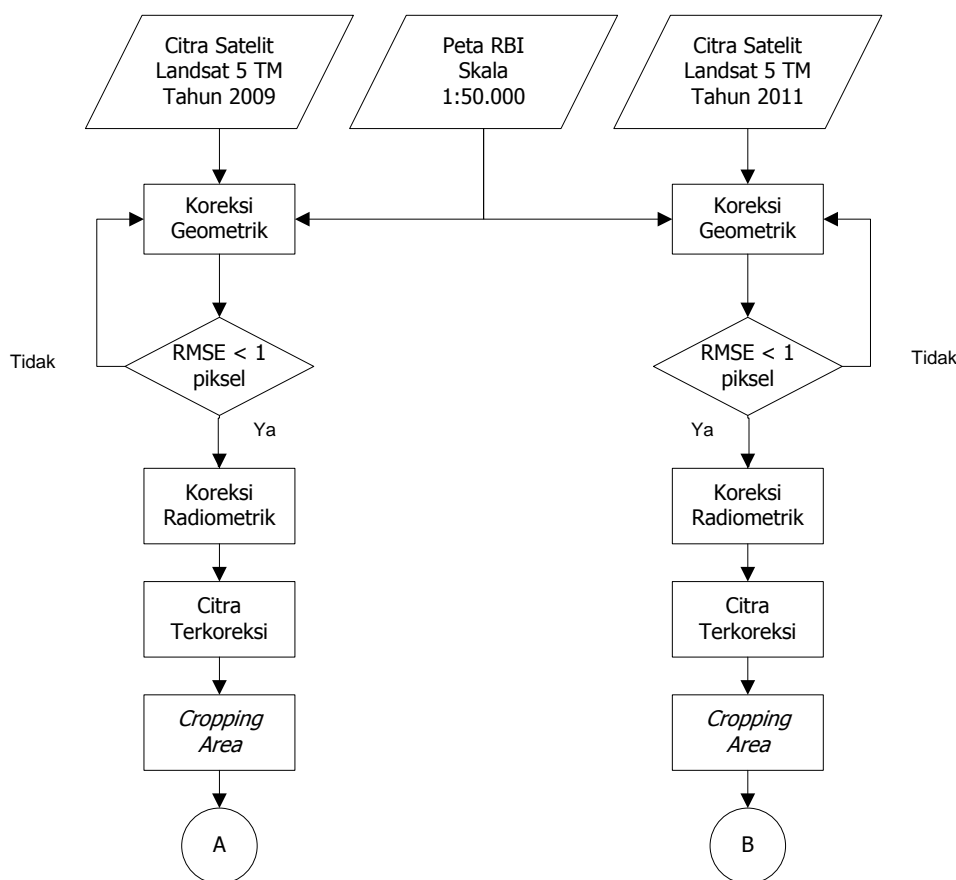 Citra Satelit
Landsat 5 TM
Tahun 2009
Peta RBI
Skala
1:50.000
Citra Satelit
Landsat 5 TM
Tahun 2011
Koreksi
Geometrik
Koreksi
Geometrik
RMSE < 1
piksel
Tidak
Ya
RMSE < 1
piksel
Tidak
Ya
Koreksi
Radiometrik
Koreksi
Radiometrik
Citra
Terkoreksi
Citra
Terkoreksi
Cropping
Area
Cropping
Area
A
B